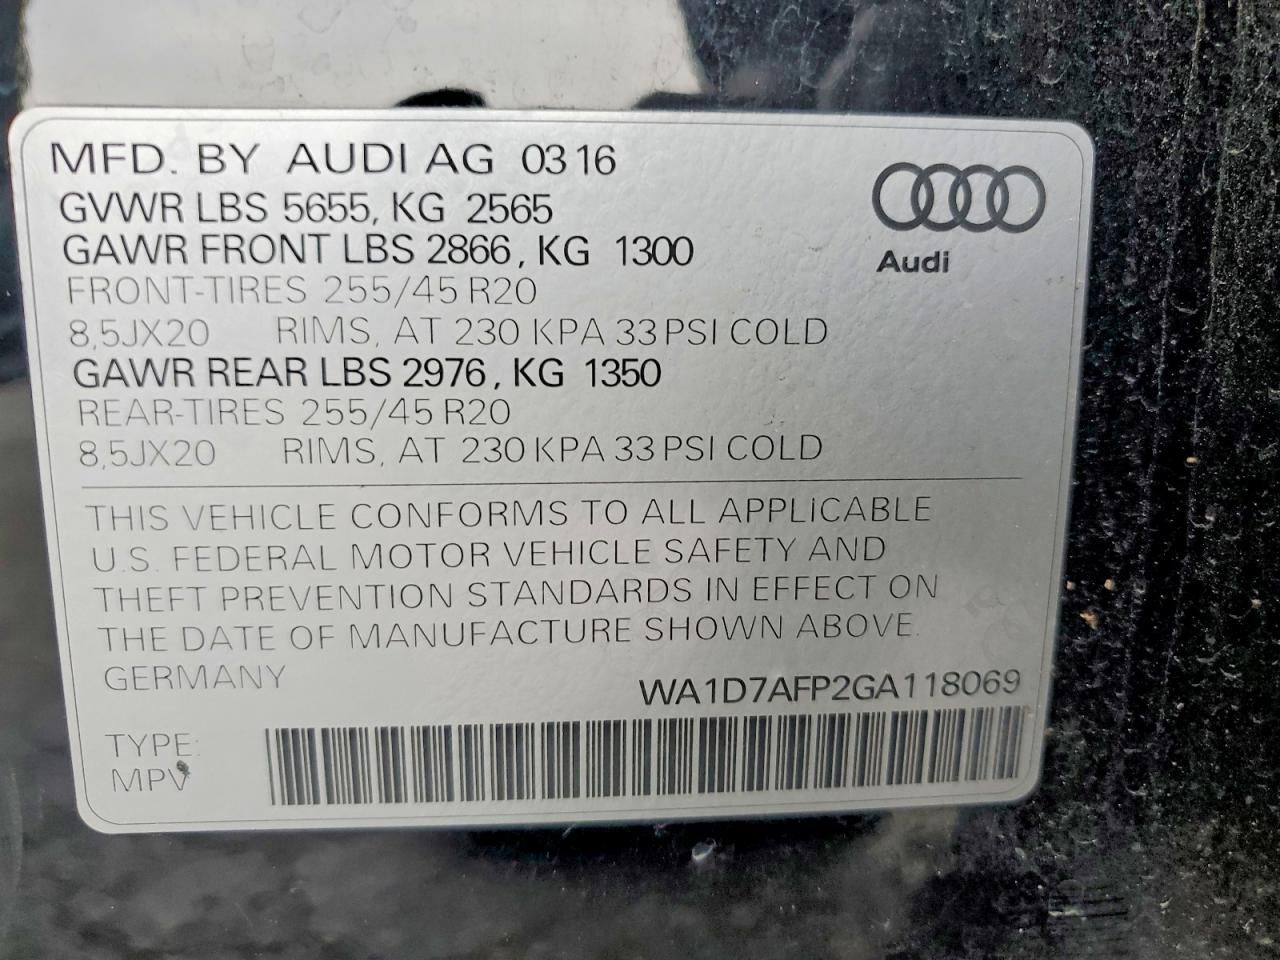 MFD. BY AUDI AG 0316
GVWR LBS 5655, KG 2565
GAWR FRONT LBS 2866, KG 1300
FRONT-TIRES 255/45 R20
8,5JX20 RIMS, AT 230 KPA 33 PSI COLD
GAWR REAR LBS 2976, KG 1350
REAR-TIRES 255/45 R20
8,5JX20 RIMS, AT 230 KPA 33 PSI COLD
Audi
THIS VEHICLE CONFORMS TO ALL APPLiCABLE
U.S. FEDERAL MOTOR VEHICLE SAFETY AND
THEFT PREVENTION STANDARDS IN EFFECT ON
THE DATE OF MANUFACTURE SHOWN ABOVE.
GERMANY
WA1D7AFP2GA118069
TYPE:
MPV